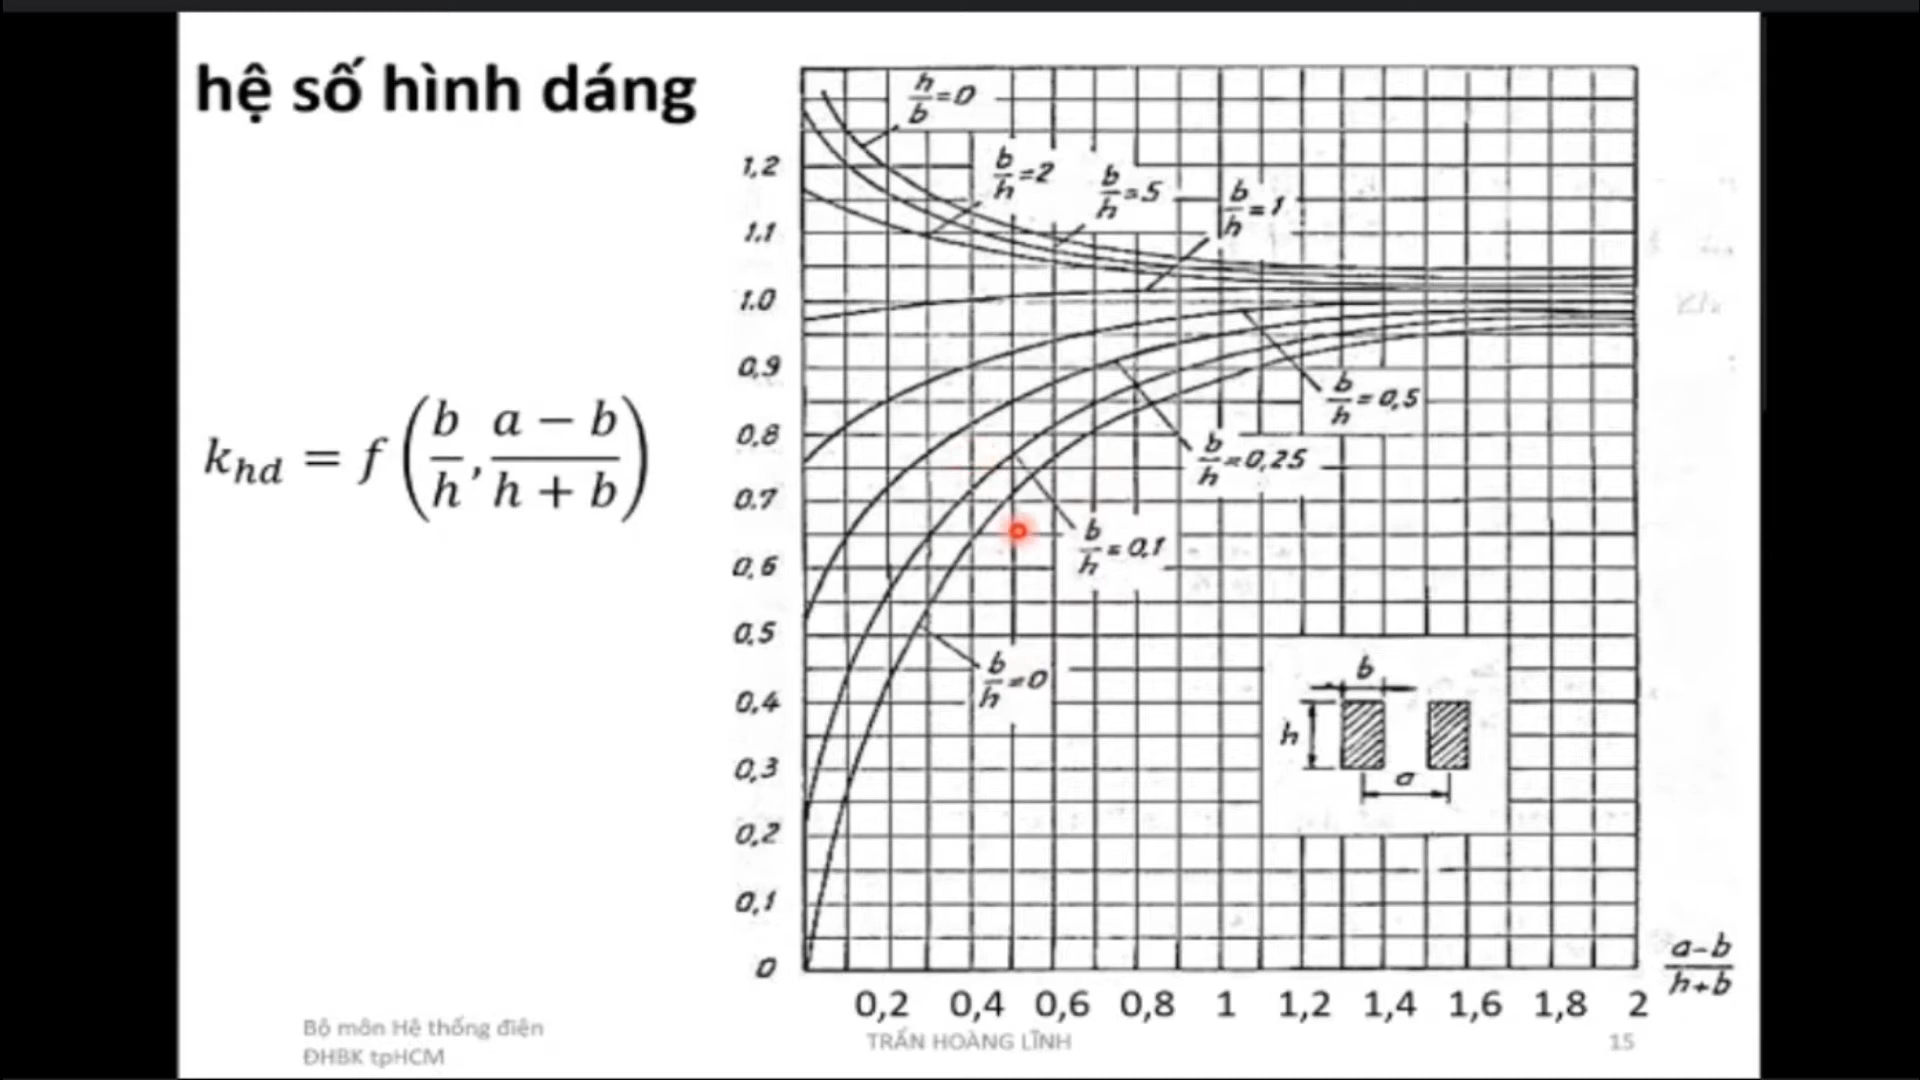 hệ số hình dáng
k_hd = f(b/h, a − b/h + b)
h/b=0
b/h=2
b/h=5
b/h=1
b/h=0,5
b/h=0,25
b/h=0,1
b/h=0
1,2
1,1
1.0
0,9
0,8
0.7
0,6
0.5
0,4
0,3
0,2
0,1
0
b
h
a
a-b/h+b
0,2 0,4 0,6 0,8 1 1,2 1,4 1,6 1,8 2
Bộ môn Hệ thống điện
ĐHBK tpHCM
TRẦN HOÀNG LĨNH
15